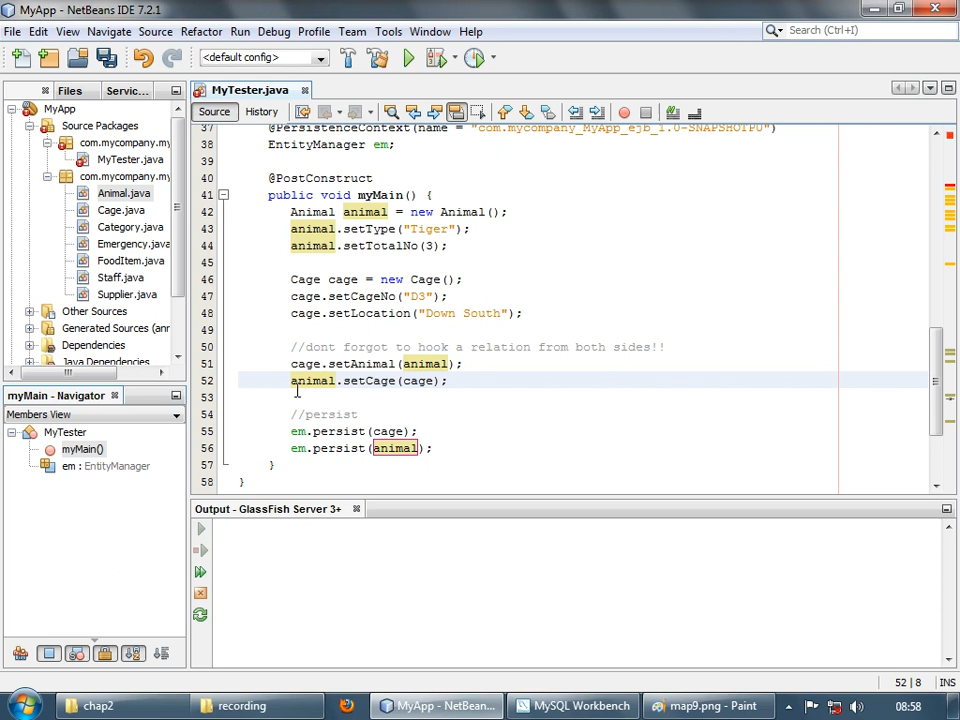 MyApp - NetBeans IDE 7.2.1
File Edit View Navigate Source Refactor Run Debug Profile Team Tools Window Help
Search (Ctrl+I)
<default config>
Files Servic...
MyTester.java
MyApp
Source Packages
com.mycompany.my
MyTester.java
com.mycompany.my
Animal.java
Cage.java
Category.java
Emergency.java
FoodItem.java
Staff.java
Supplier.java
Other Sources
Generated Sources (ann
Dependencies
Java Dependencies
Source History
37 @PersistenceContext(name = "com.mycompany_MyApp_ejb_1.0-SNAPSHOTPU")
38 EntityManager em;
39
40 @PostConstruct
41 public void myMain() {
42 Animal animal = new Animal();
43 animal.setType("Tiger");
44 animal.setTotalNo(3);
45
46 Cage cage = new Cage();
47 cage.setCageNo("D3");
48 cage.setLocation("Down South");
49
50 //dont forgot to hook a relation from both sides!!
51 cage.setAnimal(animal);
52 animal.setCage(cage);
53
54 //persist
55 em.persist(cage);
56 em.persist(animal);
57 }
58 }
myMain - Navigator
Members View
MyTester
myMain()
em : EntityManager
Output - GlassFish Server 3+
52 | 8 INS
chap2 recording MyApp - NetBean... MySQL Workbench map9.png - Paint 08:58